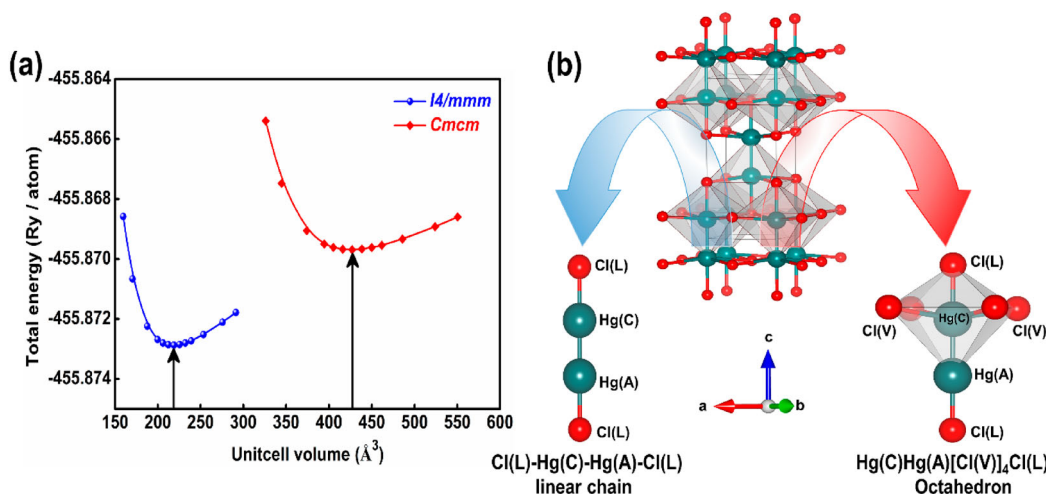 (a)
-455.864
-455.866
-455.868
-455.870
-455.872
-455.874
Total energy (Ry / atom)
I4/mmm
Cmcm
150 200 250 300 350 400 450 500 550 600
Unitcell volume (Å³)
(b)
Cl(L)
Hg(C)
Hg(A)
Cl(L)
Cl(L)-Hg(C)-Hg(A)-Cl(L)
linear chain
c
a
b
Cl(L)
Hg(C)
Cl(V)
Cl(V)
Hg(A)
Cl(L)
Hg(C)Hg(A)[Cl(V)]₄Cl(L)
Octahedron